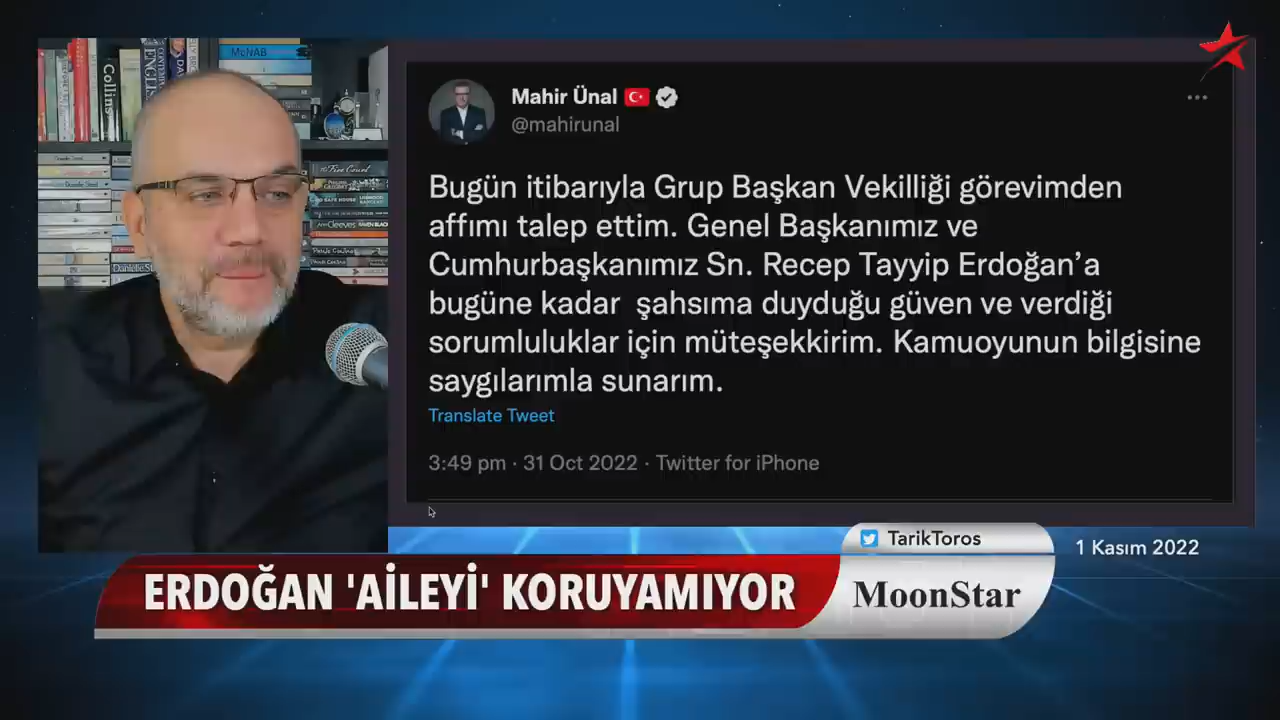 McNAB
Collins
Mahir Ünal
@mahirunal
Bugün itibarıyla Grup Başkan Vekilliği görevimden
affımı talep ettim. Genel Başkanımız ve
Cumhurbaşkanımız Sn. Recep Tayyip Erdoğan’a
bugüne kadar şahsıma duyduğu güven ve verdiği
sorumluluklar için müteşekkirim. Kamuoyunun bilgisine
saygılarımla sunarım.
Translate Tweet
3:49 pm · 31 Oct 2022 · Twitter for iPhone
TarikToros
1 Kasım 2022
ERDOĞAN 'AİLEYİ' KORUYAMIYOR
MoonStar